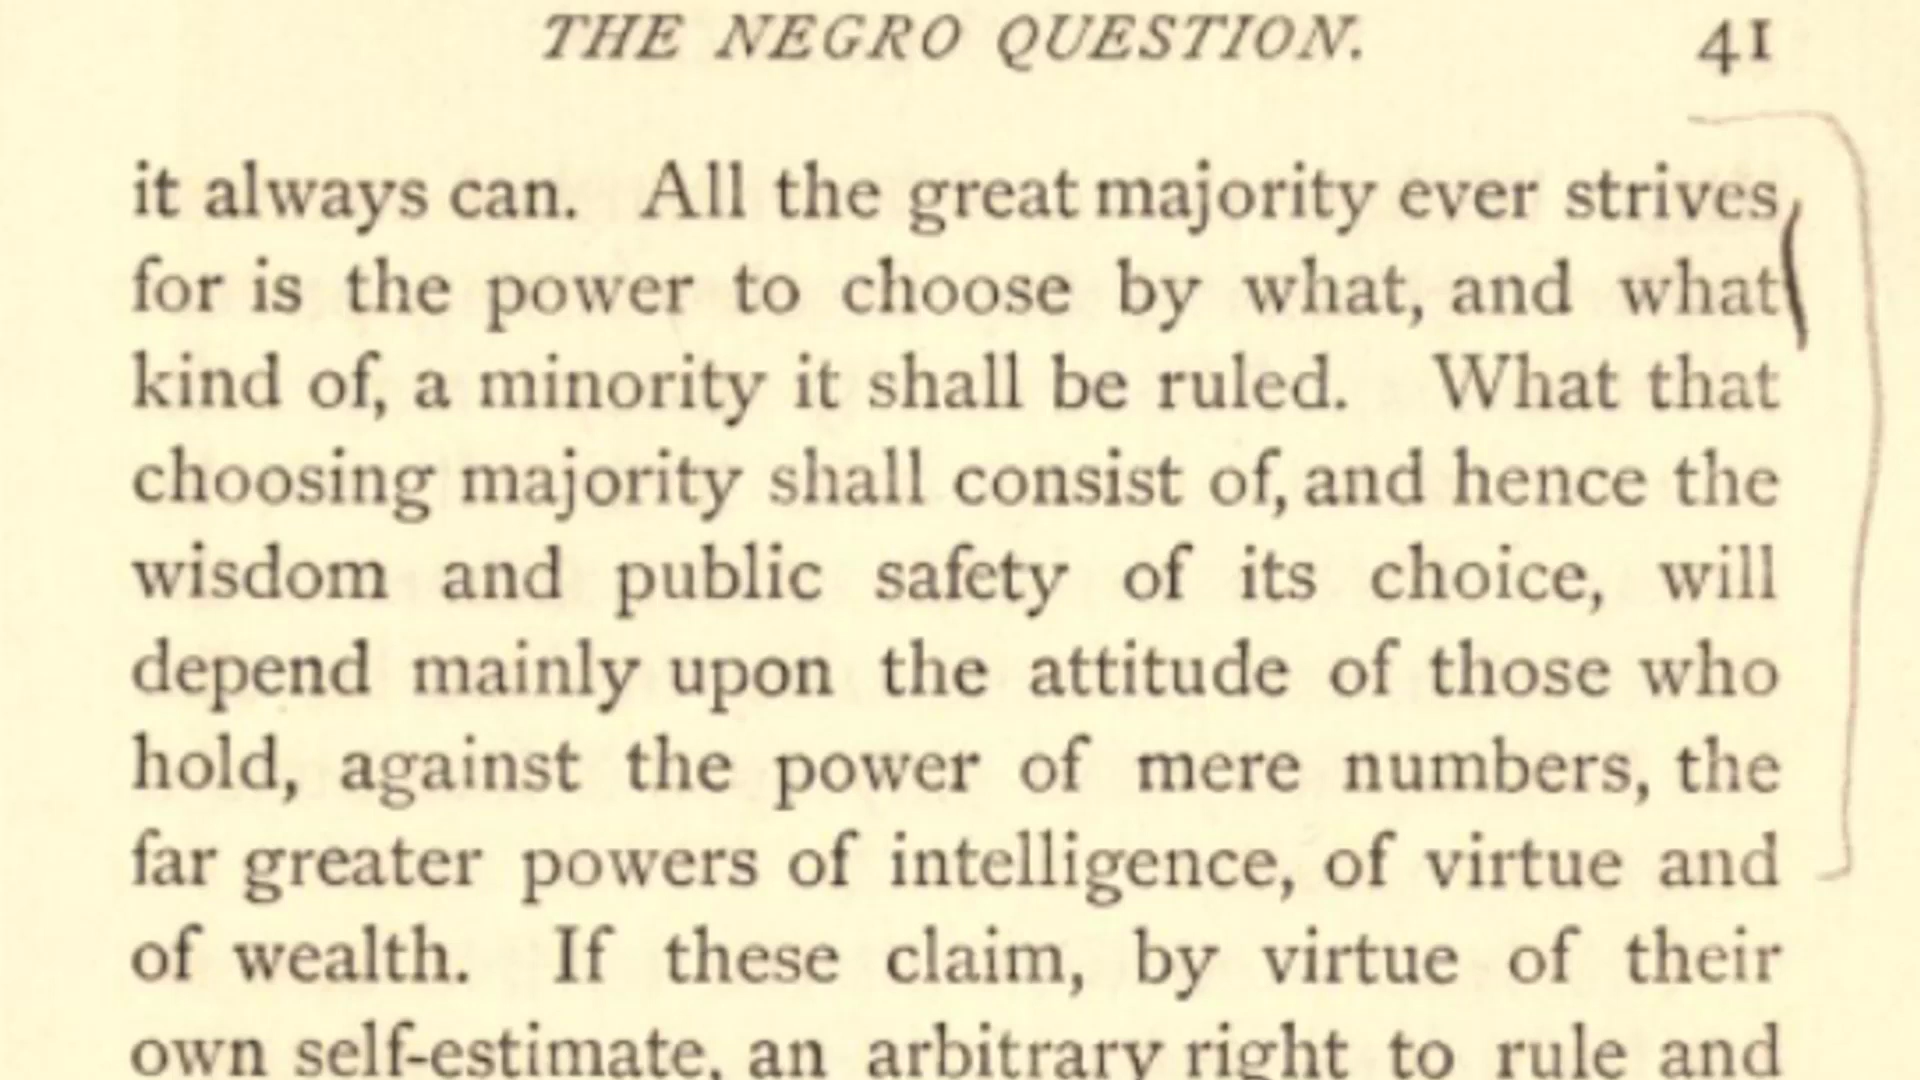 THE NEGRO QUESTION. 41
it always can. All the great majority ever strives
for is the power to choose by what, and what
kind of, a minority it shall be ruled. What that
choosing majority shall consist of, and hence the
wisdom and public safety of its choice, will
depend mainly upon the attitude of those who
hold, against the power of mere numbers, the
far greater powers of intelligence, of virtue and
of wealth. If these claim, by virtue of their
own self-estimate, an arbitrary right to rule and